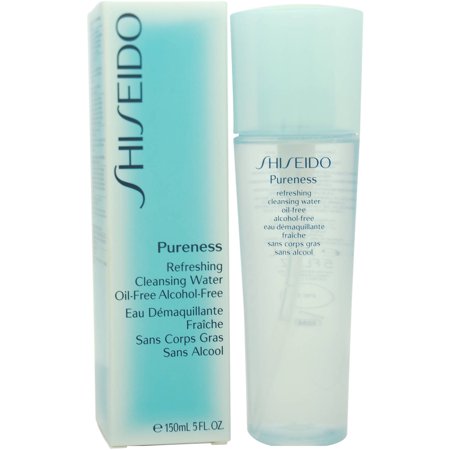 SHISEIDO
Pureness
Refreshing
Cleansing Water
Oil-Free Alcohol-Free
Eau Démaquillante
Fraîche
Sans Corps Gras
Sans Alcool
℮150mL 5FL.OZ.
SHISEIDO
Pureness
refreshing
cleansing water
oil-free
alcohol-free
eau démaquillante
fraîche
sans corps gras
sans alcool